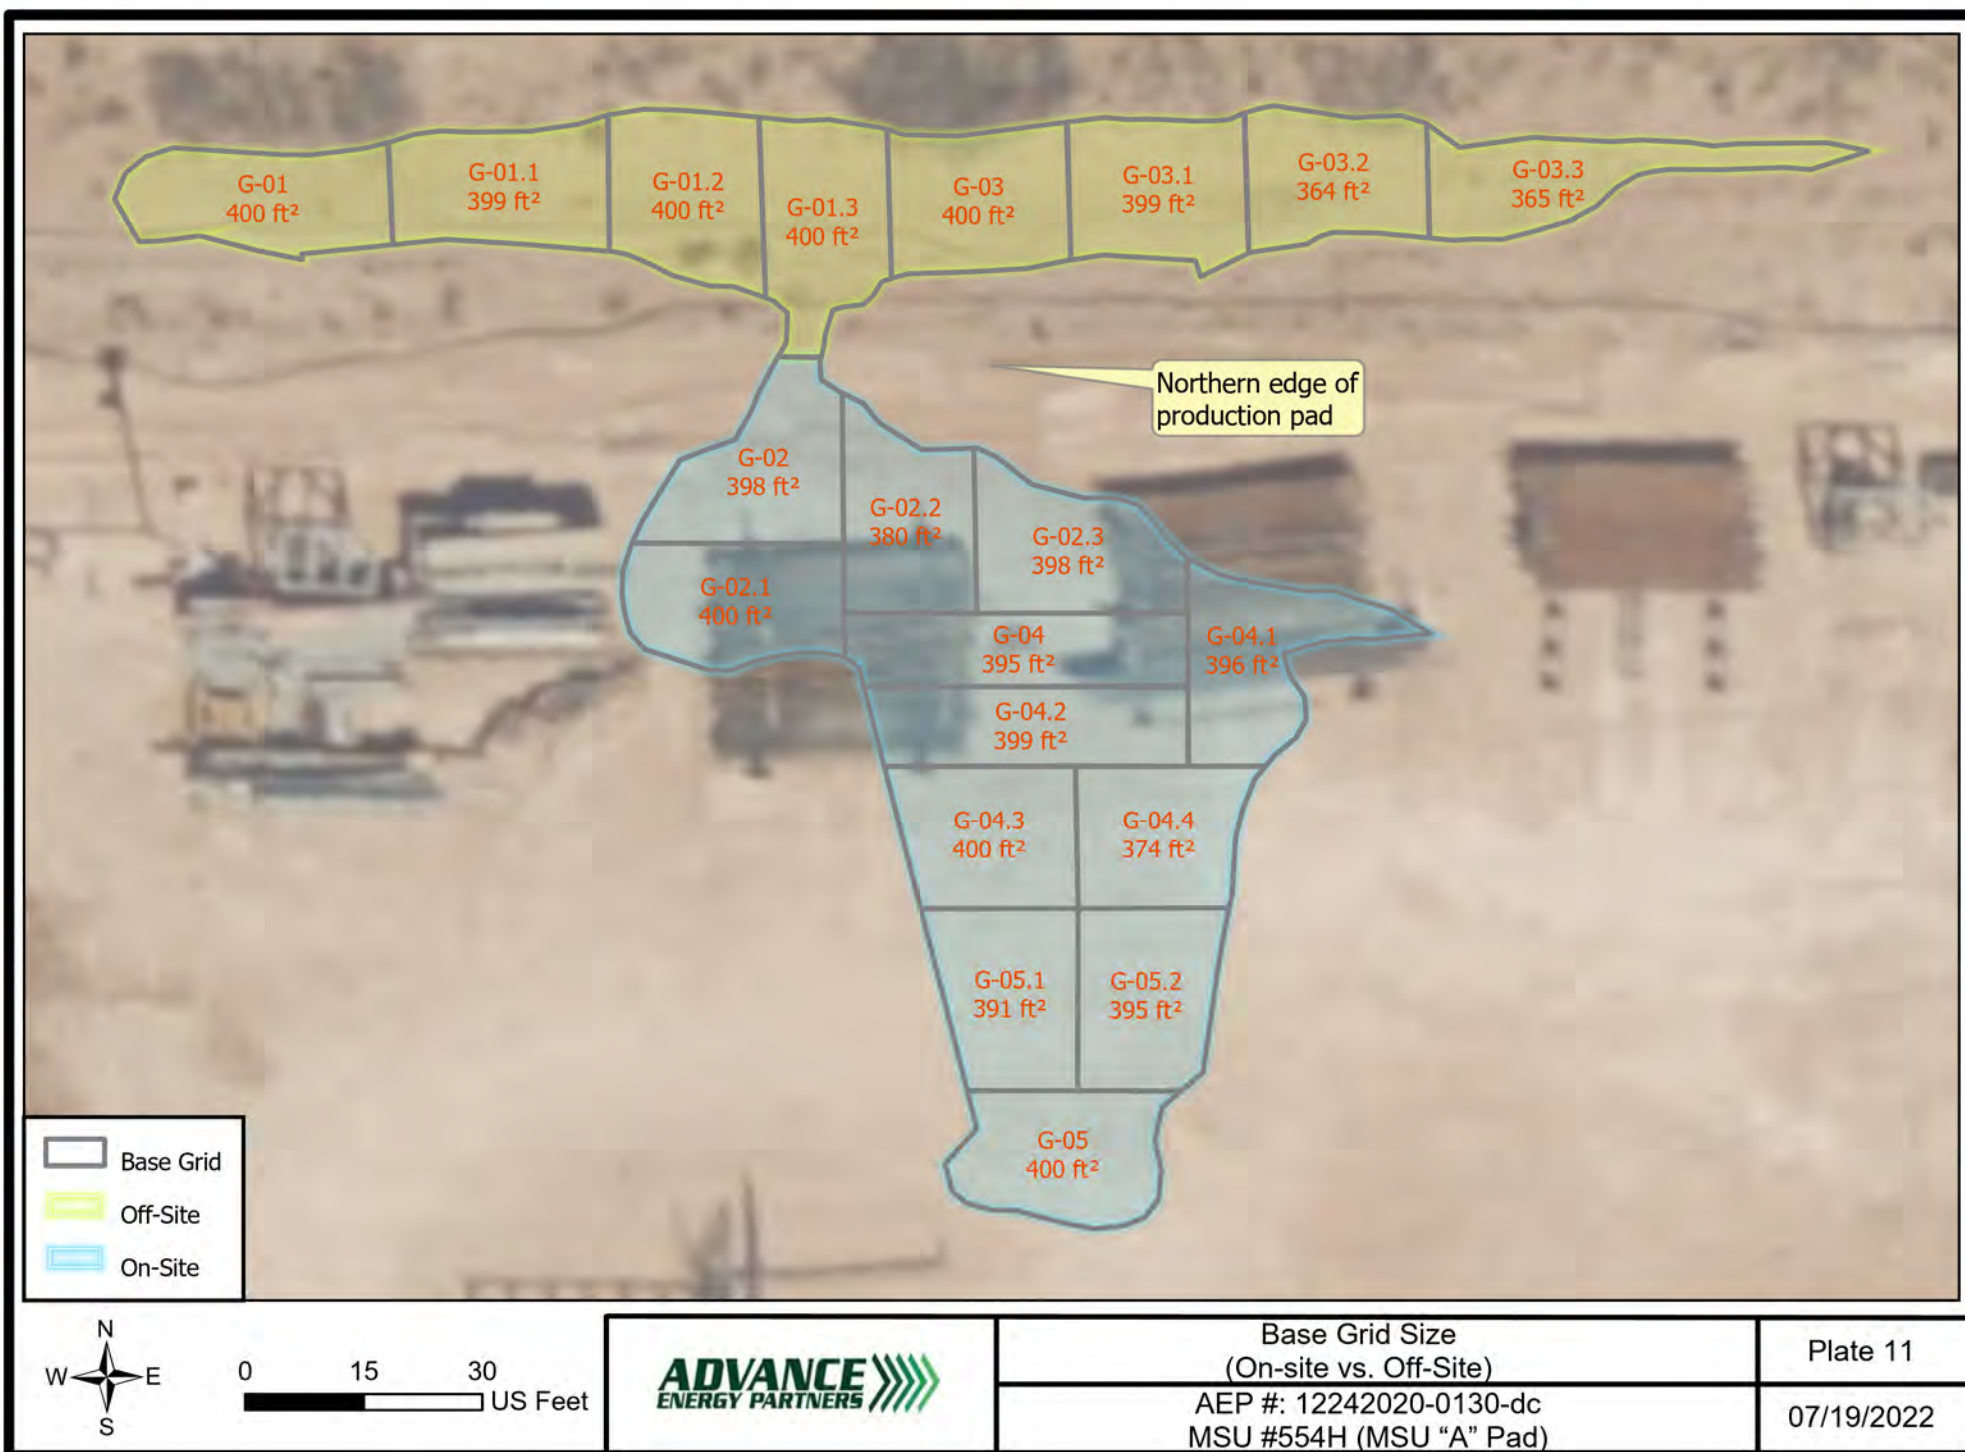 G-01
400 ft²
G-01.1
399 ft²
G-01.2
400 ft²
G-01.3
400 ft²
G-03
400 ft²
G-03.1
399 ft²
G-03.2
364 ft²
G-03.3
365 ft²
Northern edge of
production pad
G-02
398 ft²
G-02.2
380 ft²
G-02.3
398 ft²
G-02.1
400 ft²
G-04
395 ft²
G-04.1
396 ft²
G-04.2
399 ft²
G-04.3
400 ft²
G-04.4
374 ft²
G-05.1
391 ft²
G-05.2
395 ft²
G-05
400 ft²
Base Grid
Off-Site
On-Site
N
W E
S
0 15 30
US Feet
ADVANCE
ENERGY PARTNERS
Base Grid Size
(On-site vs. Off-Site)
AEP #: 12242020-0130-dc
MSU #554H (MSU “A” Pad)
Plate 11
07/19/2022